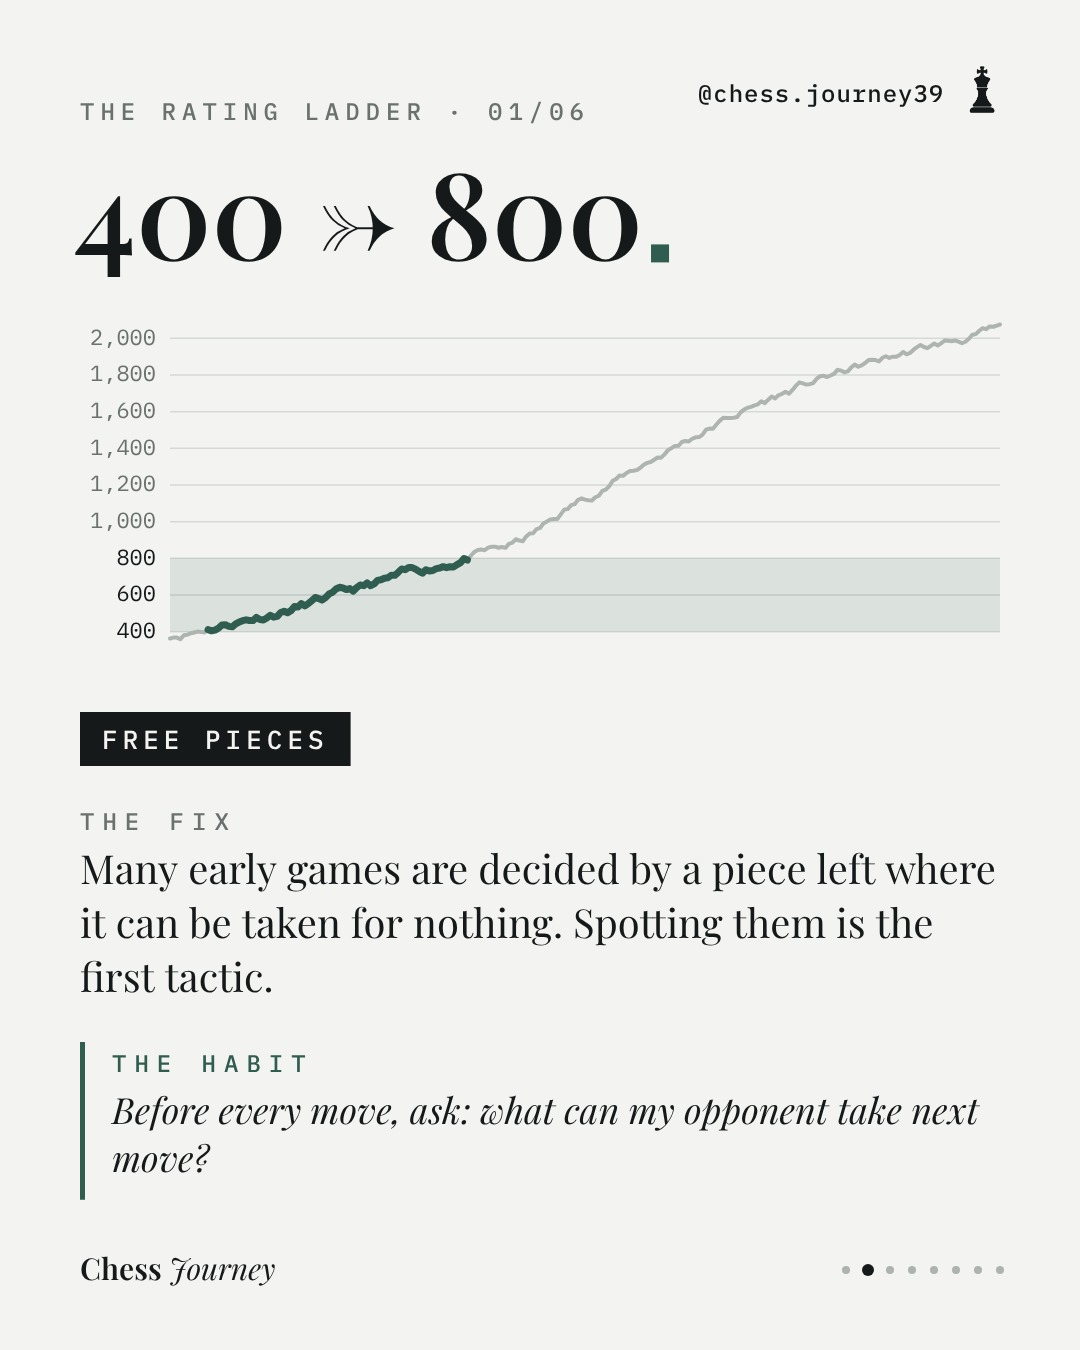 THE RATING LADDER · 01/06
@chess.journey39
400 ➳ 800.
2,000
1,800
1,600
1,400
1,200
1,000
800
600
400
FREE PIECES
THE FIX
Many early games are decided by a piece left where
it can be taken for nothing. Spotting them is the
first tactic.
THE HABIT
Before every move, ask: what can my opponent take next
move?
Chess Journey